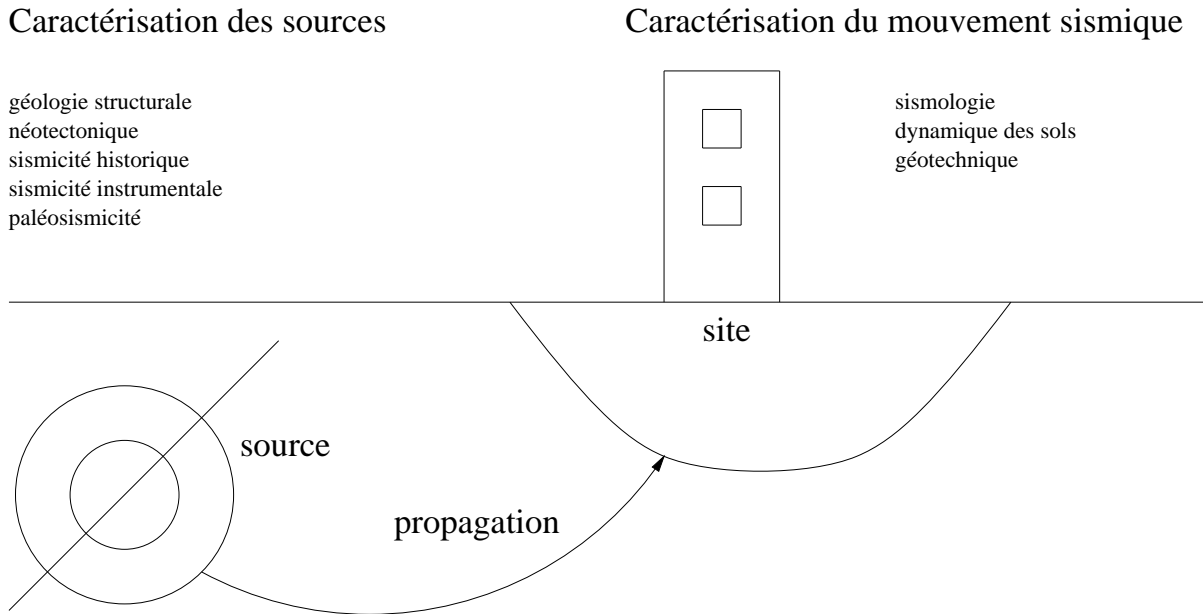 Caractérisation des sources
Caractérisation du mouvement sismique
géologie structurale
néotectonique
sismicité historique
sismicité instrumentale
paléosismicité
sismologie
dynamique des sols
géotechnique
site
source
propagation